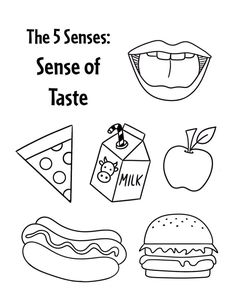 The 5 Senses:
Sense of
Taste
MILK